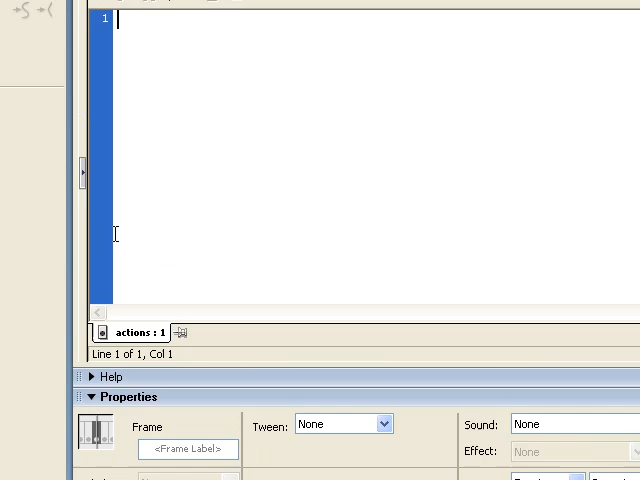 1
actions : 1
Line 1 of 1, Col 1
Help
Properties
Frame
Tween: None
Sound: None
<Frame Label>
Effect: None